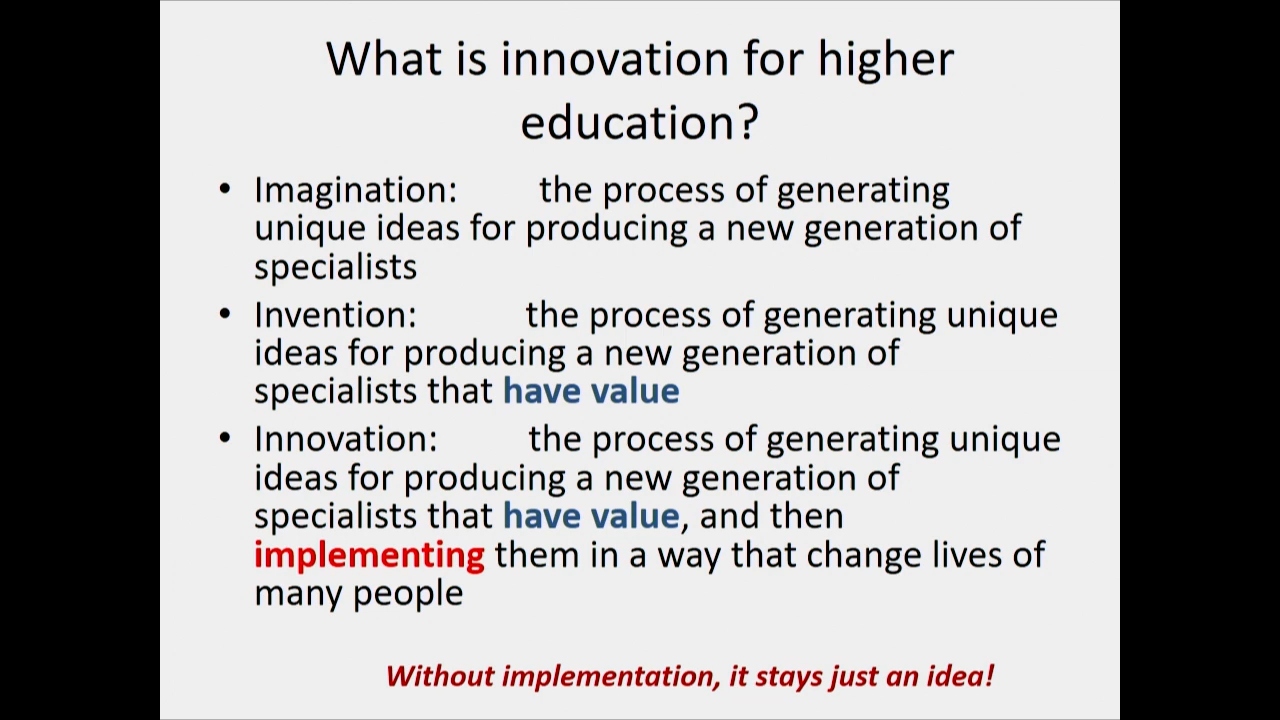 What is innovation for higher
education?
• Imagination: the process of generating
unique ideas for producing a new generation of
specialists
• Invention: the process of generating unique
ideas for producing a new generation of
specialists that have value
• Innovation: the process of generating unique
ideas for producing a new generation of
specialists that have value, and then
implementing them in a way that change lives of
many people
Without implementation, it stays just an idea!